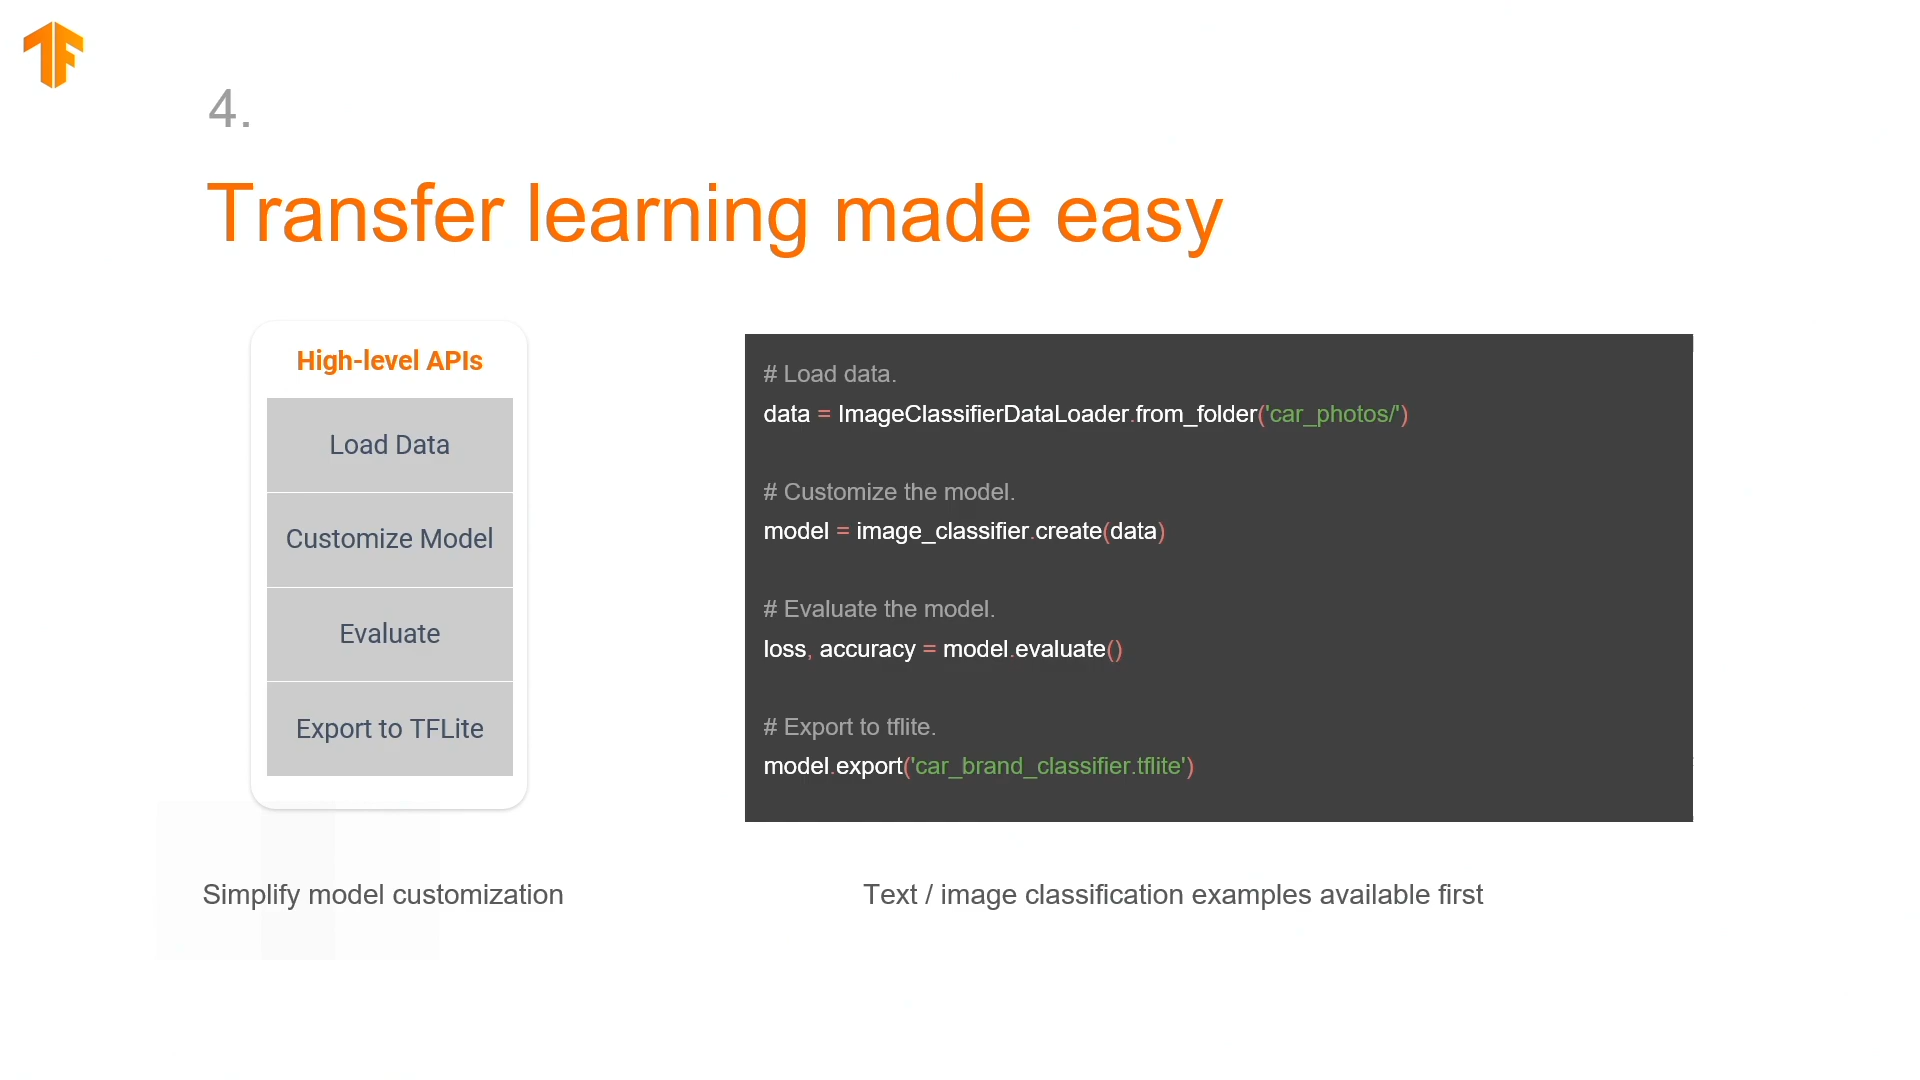 4.
Transfer learning made easy
High-level APIs
Load Data
Customize Model
Evaluate
Export to TFLite
Simplify model customization
# Load data.
data = ImageClassifierDataLoader.from_folder('car_photos/')
# Customize the model.
model = image_classifier.create(data)
# Evaluate the model.
loss, accuracy = model.evaluate()
# Export to tflite.
model.export('car_brand_classifier.tflite')
Text / image classification examples available first